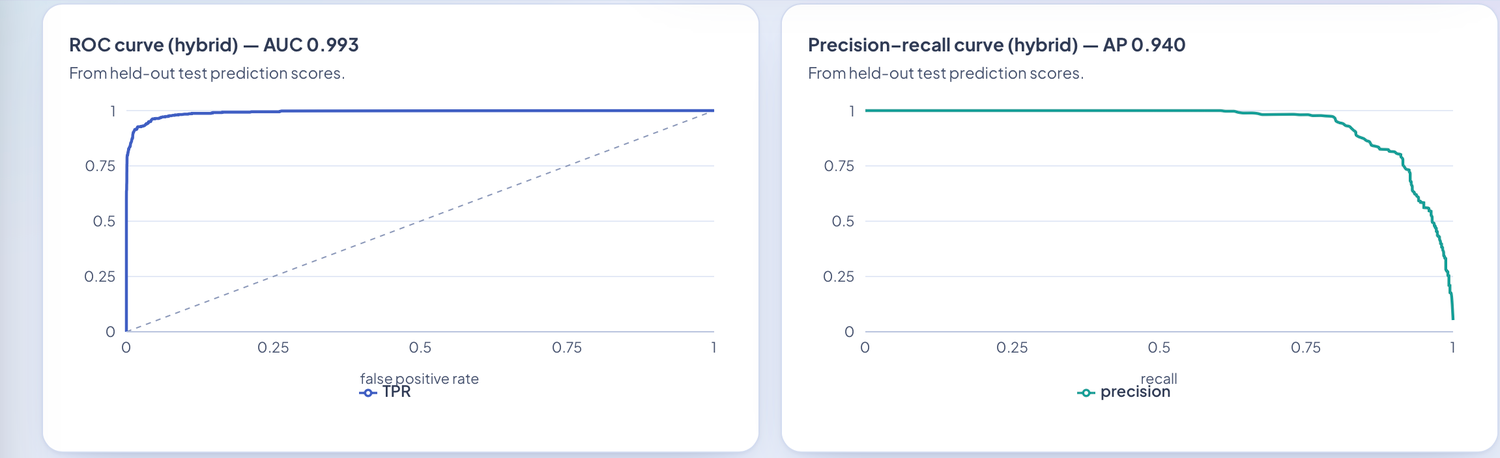 ROC curve (hybrid) — AUC 0.993
From held-out test prediction scores.
1
0.75
0.5
0.25
0
0 0.25 0.5 0.75 1
false positive rate
TPR
Precision–recall curve (hybrid) — AP 0.940
From held-out test prediction scores.
1
0.75
0.5
0.25
0
0 0.25 0.5 0.75 1
recall
precision